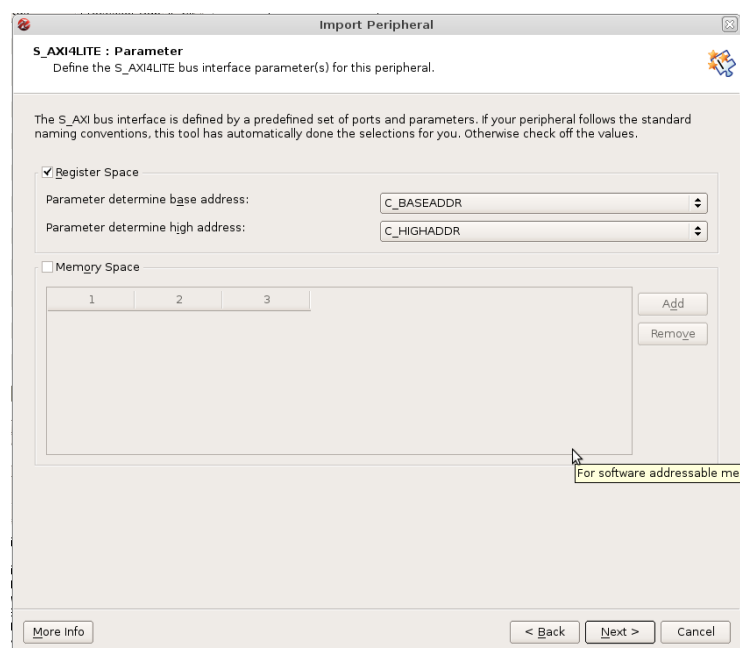 Import Peripheral
S_AXI4LITE : Parameter
Define the S_AXI4LITE bus interface parameter(s) for this peripheral.
The S_AXI bus interface is defined by a predefined set of ports and parameters. If your peripheral follows the standard
naming conventions, this tool has automatically done the selections for you. Otherwise check off the values.
Register Space
Parameter determine base address: C_BASEADDR
Parameter determine high address: C_HIGHADDR
Memory Space
1 2 3
Add
Remove
For software addressable me
More Info < Back Next > Cancel